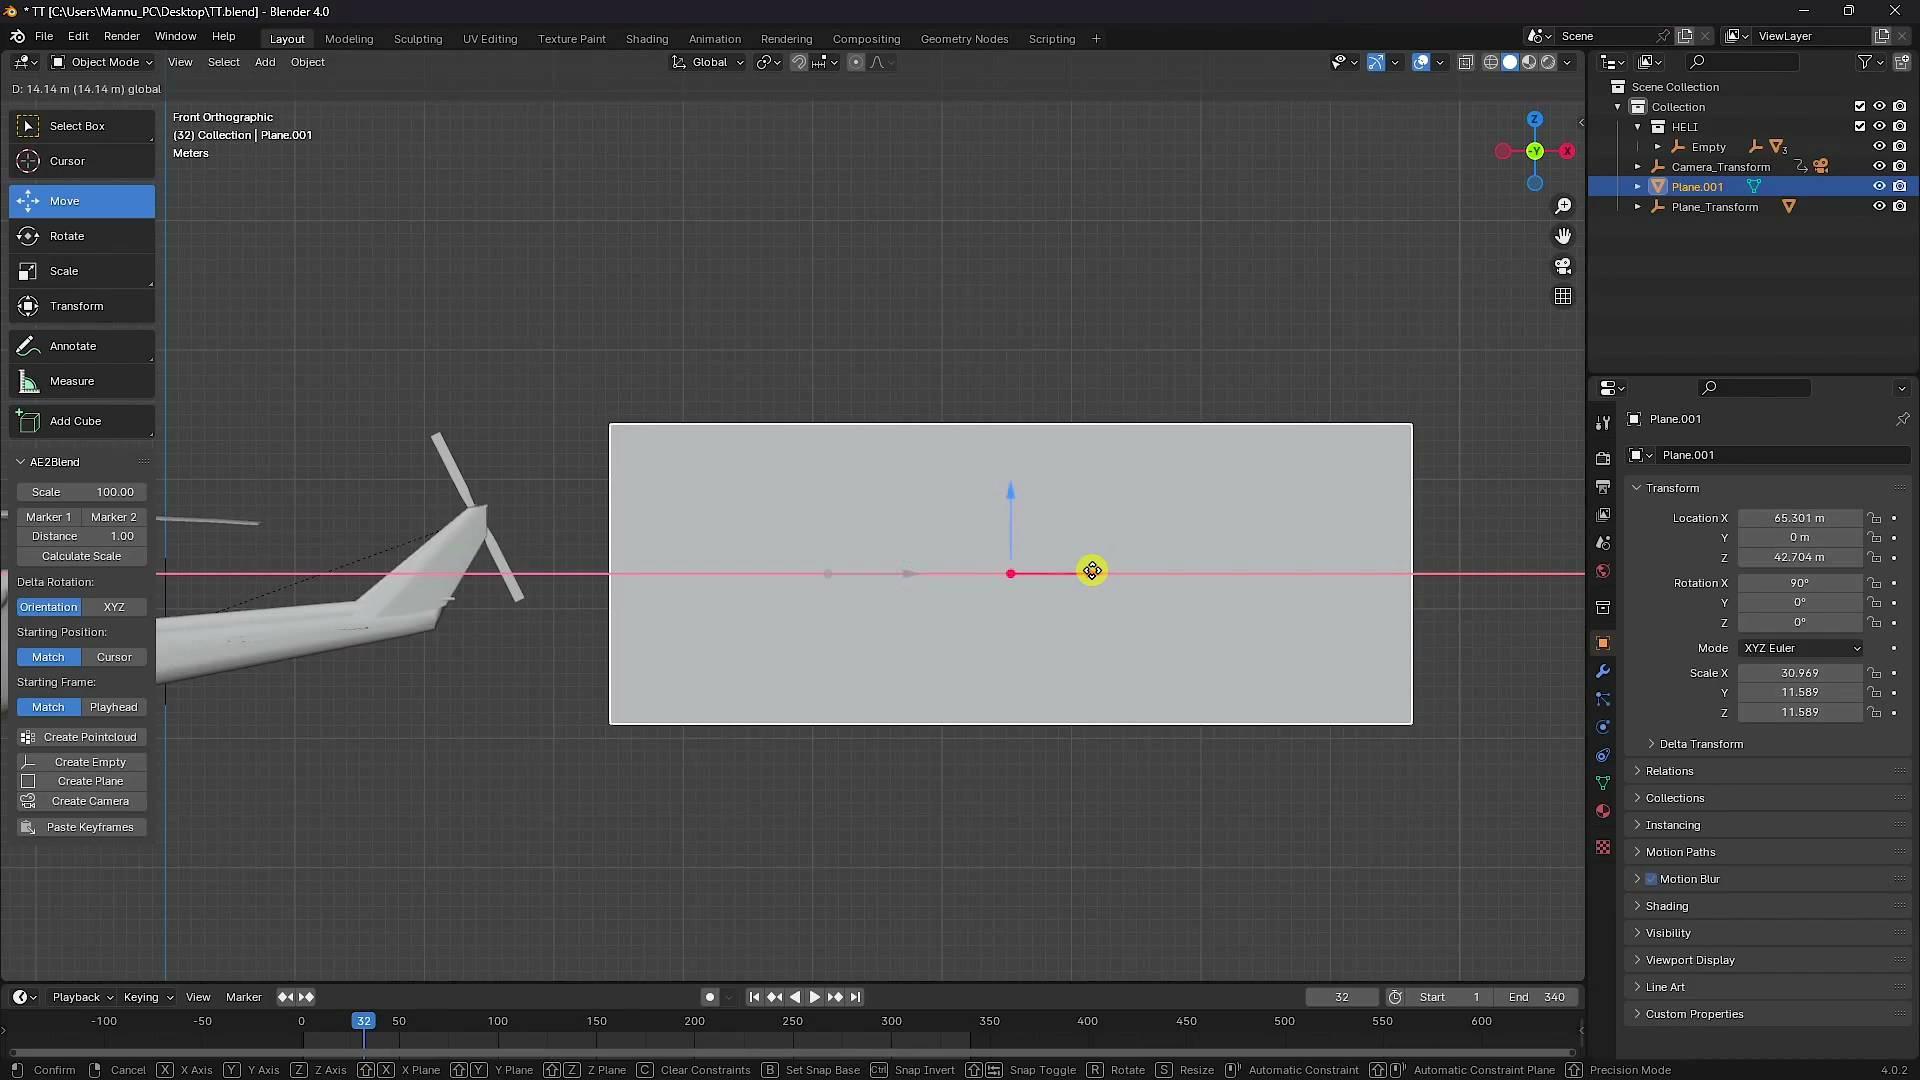 * TT [C:\Users\Mannu_PC\Desktop\TT.blend] - Blender 4.0
File Edit Render Window Help
Layout Modeling Sculpting UV Editing Texture Paint Shading Animation Rendering Compositing Geometry Nodes Scripting +
Scene ViewLayer
Object Mode View Select Add Object Global
D: 14.14 m (14.14 m) global
Front Orthographic
(32) Collection | Plane.001
Meters
Z
-Y
X
Select Box
Cursor
Move
Rotate
Scale
Transform
Annotate
Measure
Add Cube
AE2Blend
Scale 100.00
Marker 1 Marker 2
Distance 1.00
Calculate Scale
Delta Rotation:
Orientation XYZ
Starting Position:
Match Cursor
Starting Frame:
Match Playhead
Create Pointcloud
Create Empty
Create Plane
Create Camera
Paste Keyframes
Scene Collection
Collection
HELI
Empty 3
Camera_Transform
Plane.001
Plane_Transform
Plane.001
Plane.001
Transform
Location X 65.301 m
Y 0 m
Z 42.704 m
Rotation X 90°
Y 0°
Z 0°
Mode XYZ Euler
Scale X 30.969
Y 11.589
Z 11.589
Delta Transform
Relations
Collections
Instancing
Motion Paths
Motion Blur
Shading
Visibility
Viewport Display
Line Art
Custom Properties
Playback Keying View Marker 32 Start 1 End 340
-100 -50 0 32 50 100 150 200 250 300 350 400 450 500 550 600
Confirm Cancel X X Axis Y Y Axis Z Z Axis X X Plane Y Y Plane Z Z Plane C Clear Constraints B Set Snap Base Ctrl Snap Invert Snap Toggle R Rotate S Resize Automatic Constraint Automatic Constraint Plane Precision Mode 4.0.2